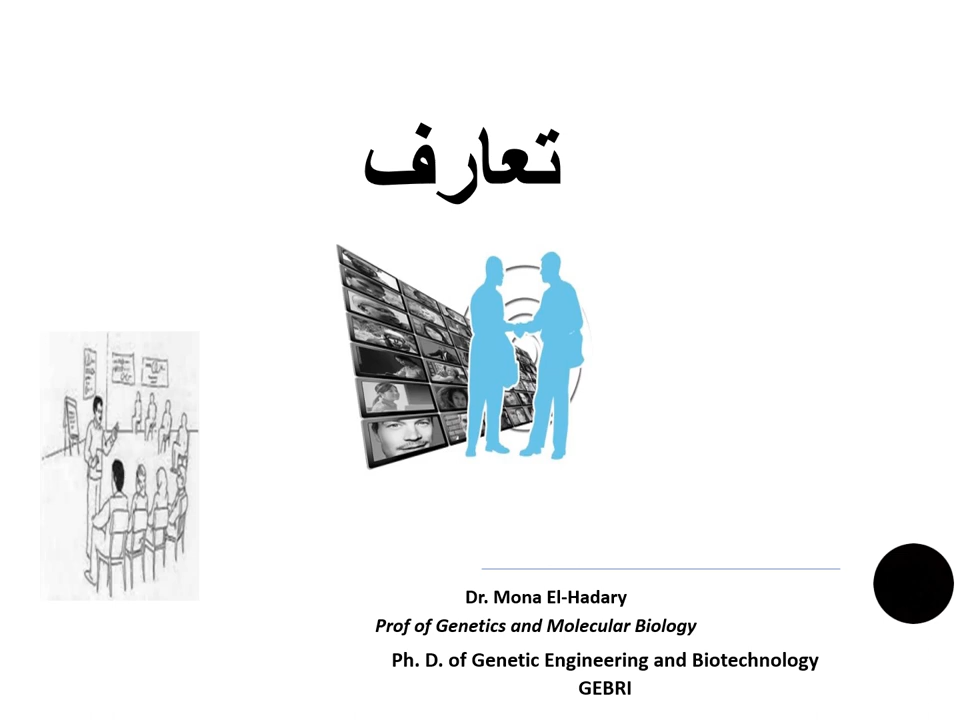 تعارف
Dr. Mona El-Hadary
Prof of Genetics and Molecular Biology
Ph. D. of Genetic Engineering and Biotechnology
GEBRI